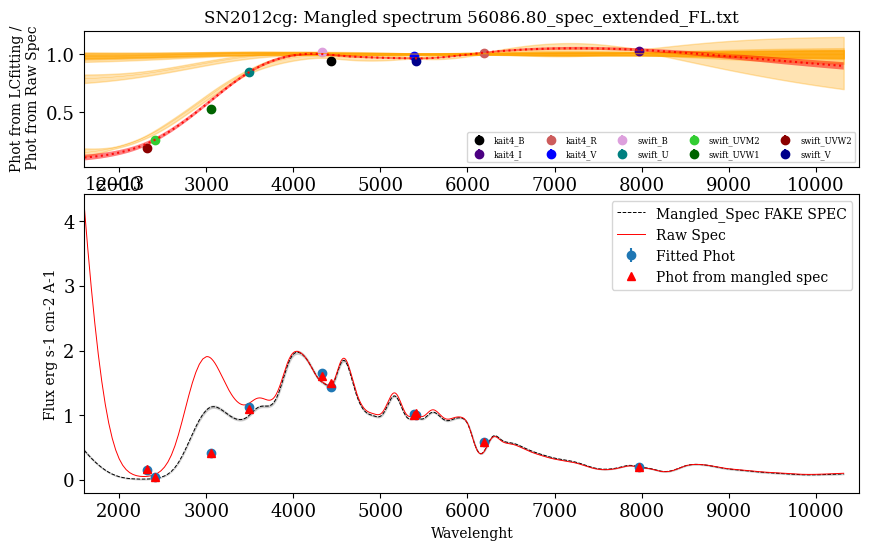 SN2012cg: Mangled spectrum 56086.80_spec_extended_FL.txt
Phot from LCfitting /
Phot from Raw Spec
1.0
0.5
kait4_B kait4_R swift_B swift_UVM2 swift_UVW2
kait4_I kait4_V swift_U swift_UVW1 swift_V
2000 3000 4000 5000 6000 7000 8000 9000 10000
1e−13
Flux erg s-1 cm-2 A-1
4
3
2
1
0
Mangled_Spec FAKE SPEC
Raw Spec
Fitted Phot
Phot from mangled spec
2000 3000 4000 5000 6000 7000 8000 9000 10000
Wavelenght